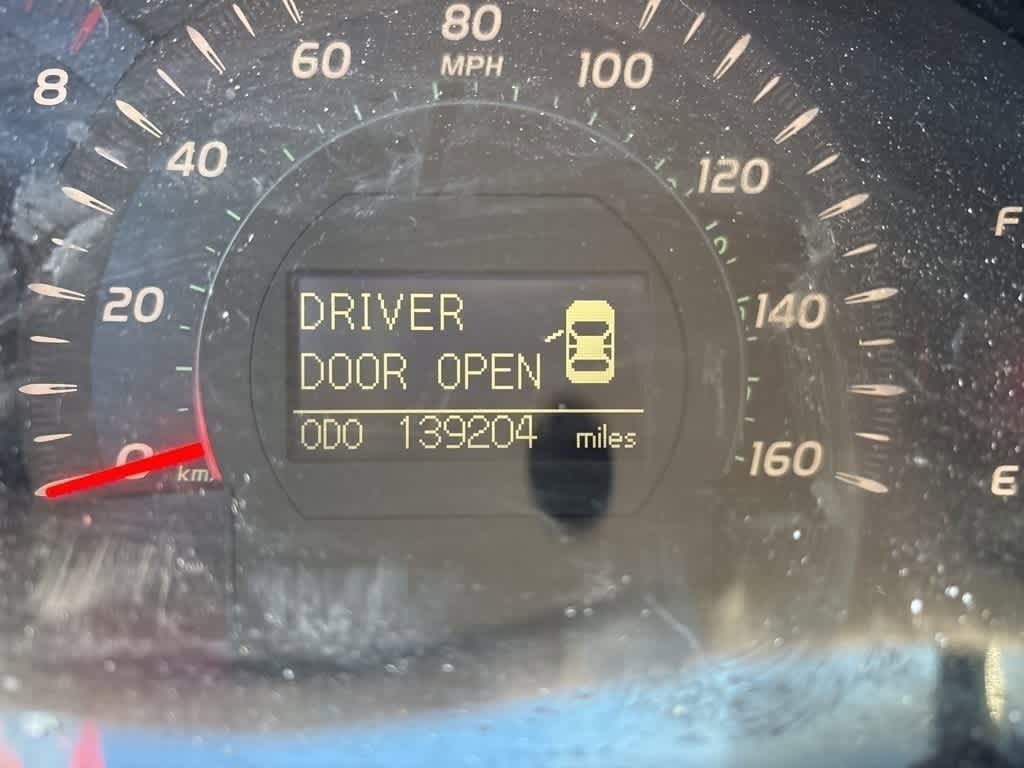 8
80
MPH
60
100
40
120
F
20
DRIVER
140
DOOR OPEN
ODO 139204 miles
0
160
km/
E